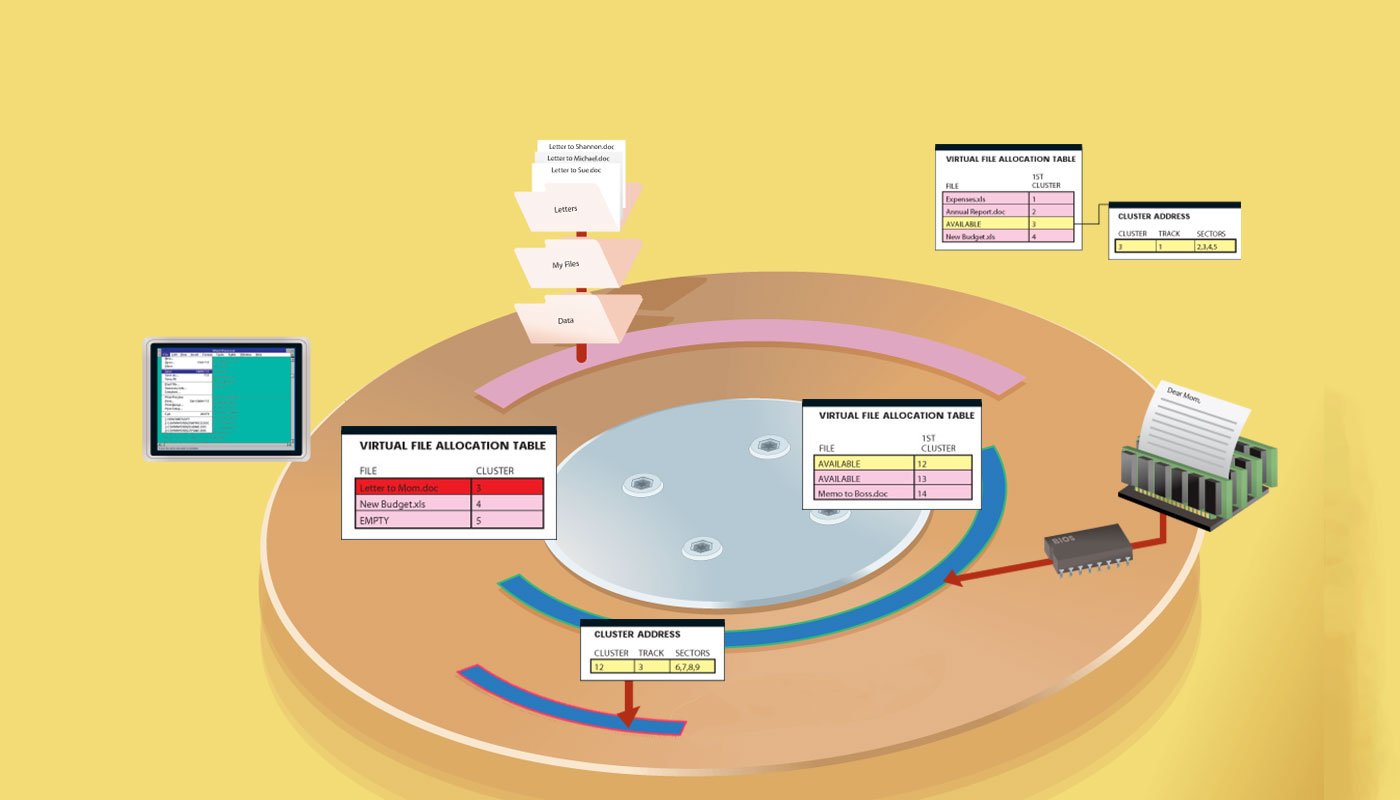 Letter to Shannon.doc
Letter to Michael.doc
Letter to Sue.doc
Letters
My Files
Data
VIRTUAL FILE ALLOCATION TABLE
FILE 1ST CLUSTER
Expenses.xls 1
Annual Report.doc 2
AVAILABLE 3
New Budget.xls 4
CLUSTER ADDRESS
CLUSTER TRACK SECTORS
3 1 2,3,4,5
VIRTUAL FILE ALLOCATION TABLE
FILE CLUSTER
Letter to Mom.doc 3
New Budget.xls 4
EMPTY 5
VIRTUAL FILE ALLOCATION TABLE
FILE 1ST CLUSTER
AVAILABLE 12
AVAILABLE 13
Memo to Boss.doc 14
Dear Mom,
BIOS
CLUSTER ADDRESS
CLUSTER TRACK SECTORS
12 3 6,7,8,9